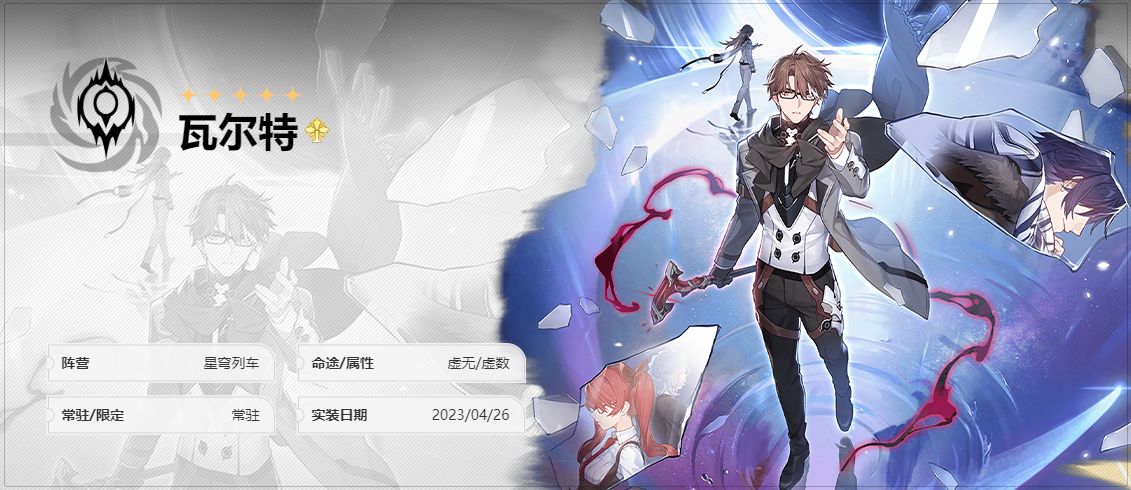 瓦尔特
阵营 星穹列车
命途/属性 虚无/虚数
常驻/限定 常驻
实装日期 2023/04/26